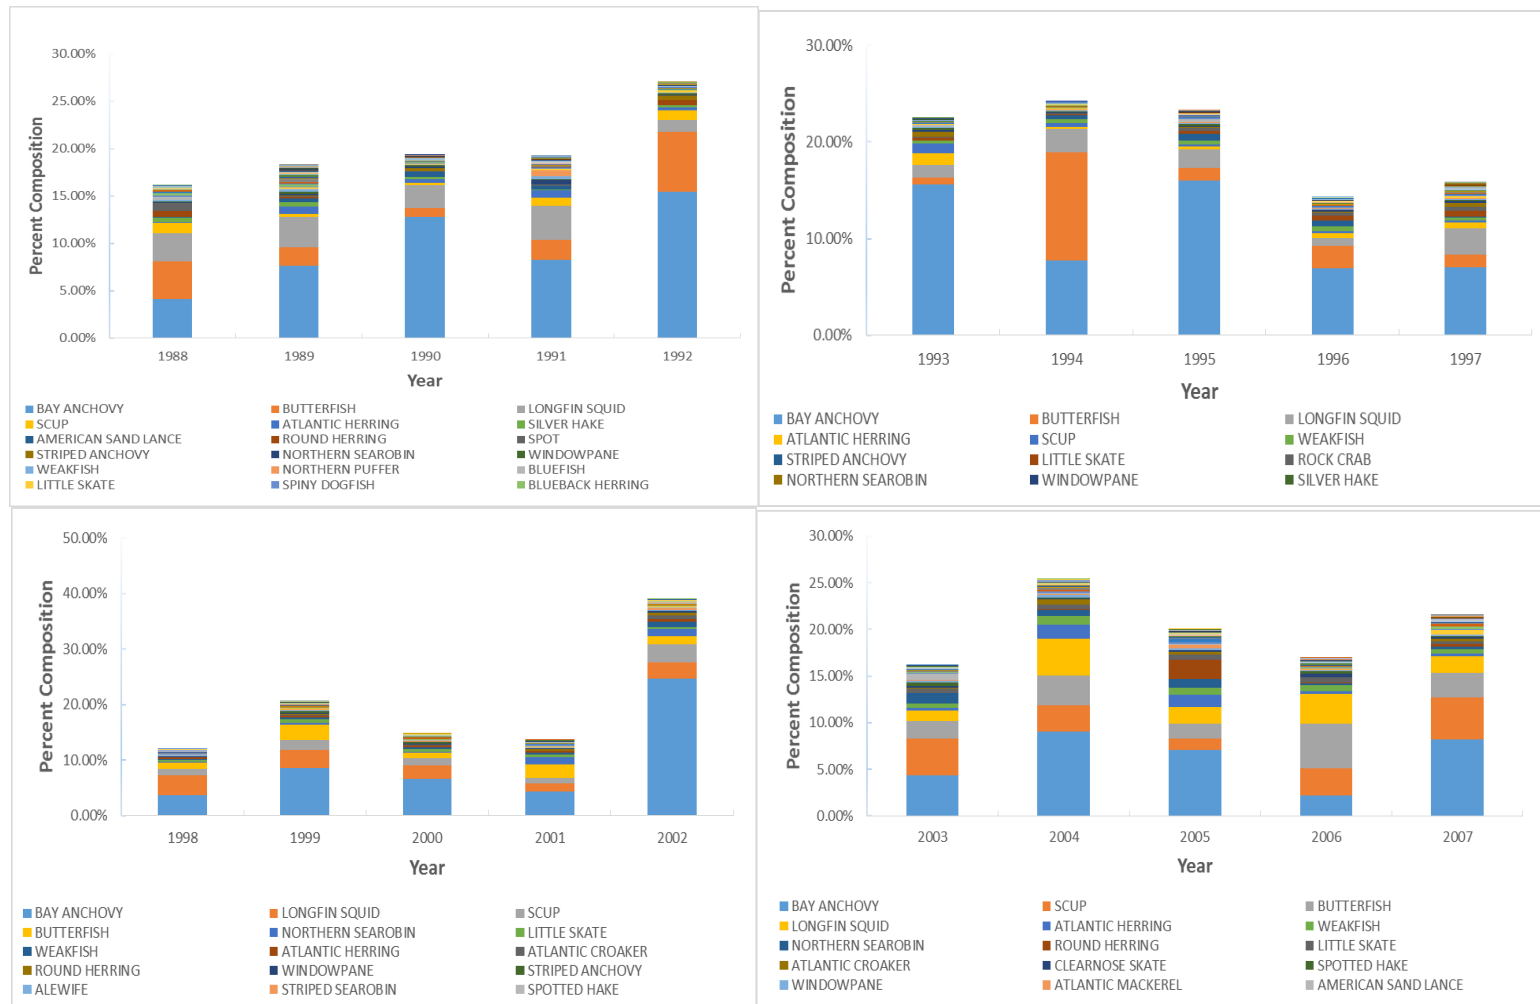 30.00%
25.00%
20.00%
15.00%
10.00%
5.00%
0.00%
Percent Composition
1988 1989 1990 1991 1992
Year
BAY ANCHOVY BUTTERFISH LONGFIN SQUID
SCUP ATLANTIC HERRING SILVER HAKE
AMERICAN SAND LANCE ROUND HERRING SPOT
STRIPED ANCHOVY NORTHERN SEAROBIN WINDOWPANE
WEAKFISH NORTHERN PUFFER BLUEFISH
LITTLE SKATE SPINY DOGFISH BLUEBACK HERRING
30.00%
20.00%
10.00%
0.00%
Percent Composition
1993 1994 1995 1996 1997
Year
BAY ANCHOVY BUTTERFISH LONGFIN SQUID
ATLANTIC HERRING SCUP WEAKFISH
STRIPED ANCHOVY LITTLE SKATE ROCK CRAB
NORTHERN SEAROBIN WINDOWPANE SILVER HAKE
50.00%
40.00%
30.00%
20.00%
10.00%
0.00%
Percent Composition
1998 1999 2000 2001 2002
Year
BAY ANCHOVY LONGFIN SQUID SCUP
BUTTERFISH NORTHERN SEAROBIN LITTLE SKATE
WEAKFISH ATLANTIC HERRING ATLANTIC CROAKER
ROUND HERRING WINDOWPANE STRIPED ANCHOVY
ALEWIFE STRIPED SEAROBIN SPOTTED HAKE
30.00%
25.00%
20.00%
15.00%
10.00%
5.00%
0.00%
Percent Composition
2003 2004 2005 2006 2007
Year
BAY ANCHOVY SCUP BUTTERFISH
LONGFIN SQUID ATLANTIC HERRING WEAKFISH
NORTHERN SEAROBIN ROUND HERRING LITTLE SKATE
ATLANTIC CROAKER CLEARNOSE SKATE SPOTTED HAKE
WINDOWPANE ATLANTIC MACKEREL AMERICAN SAND LANCE